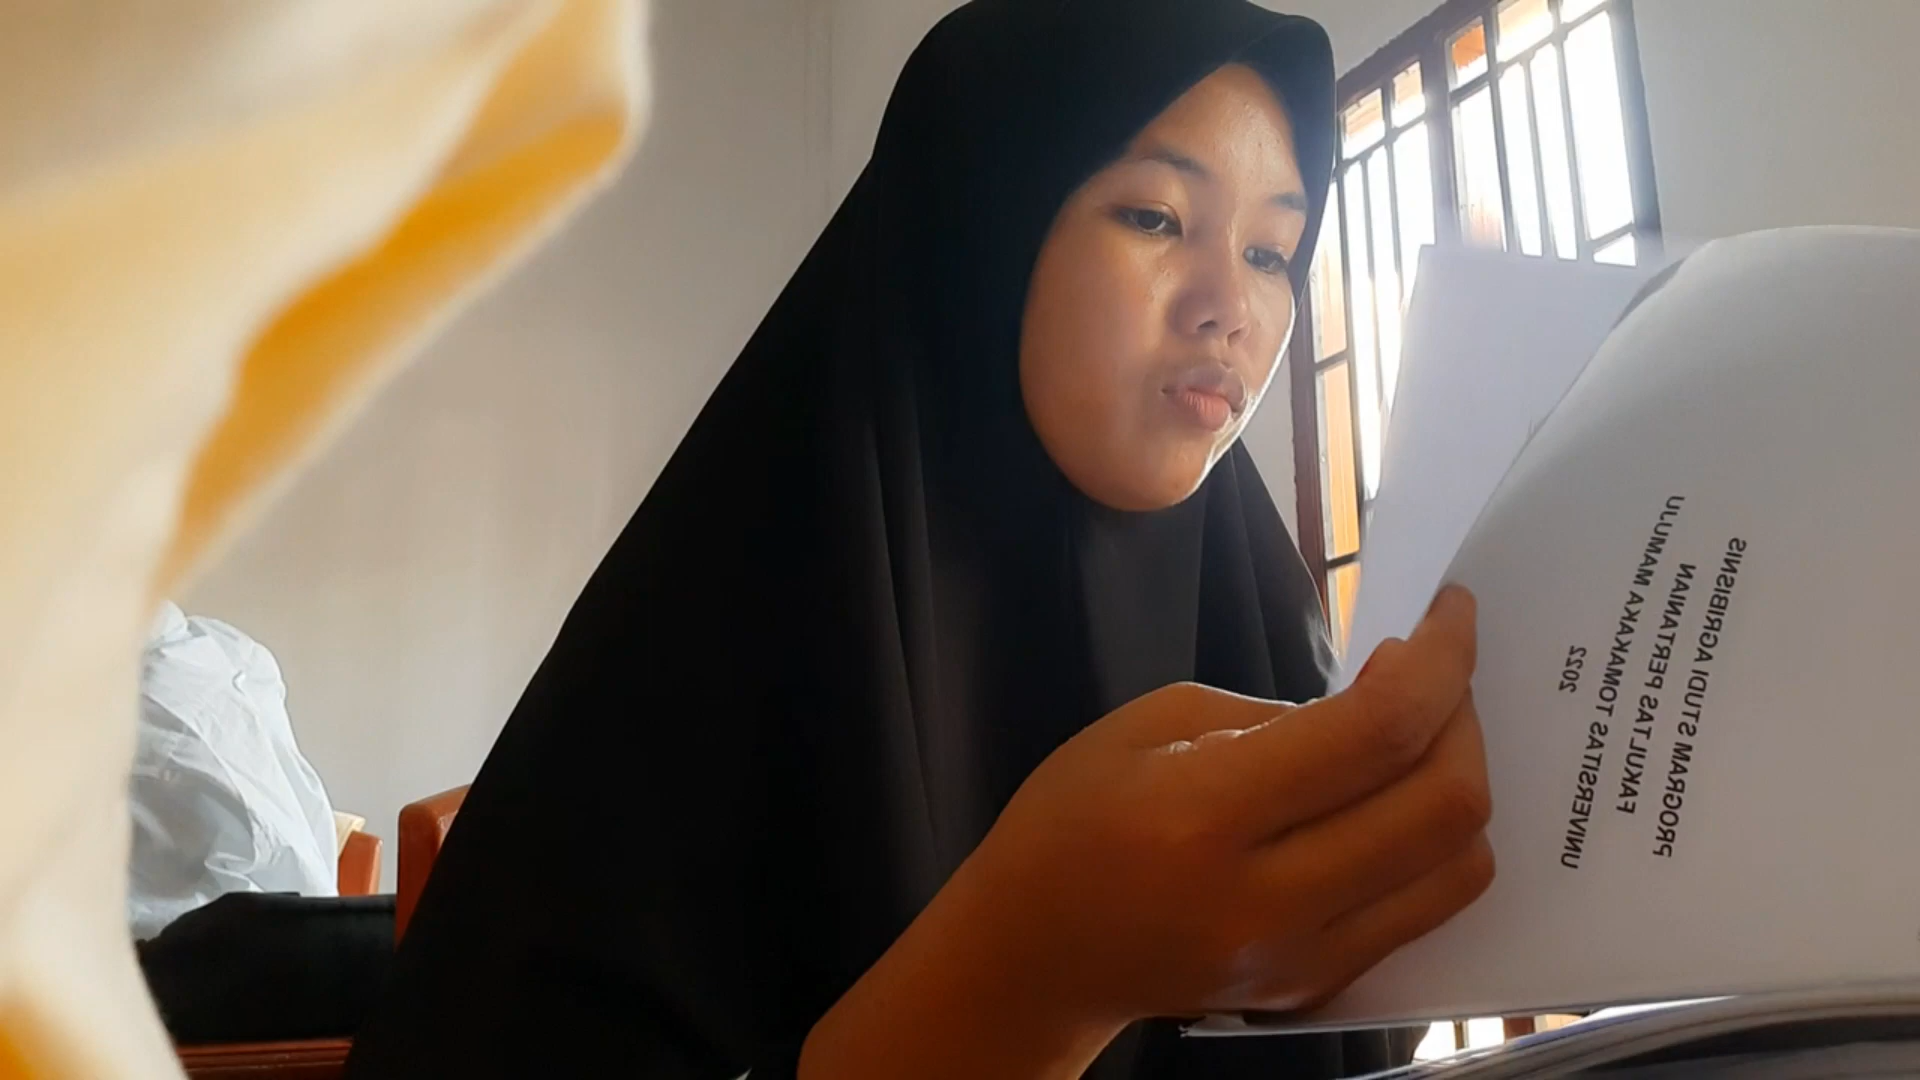 PROGRAM STUDI AGRIBISNIS
FAKULTAS PERTANIAN
UNIVERSITAS TOMAKAKA MAMUJU
2022